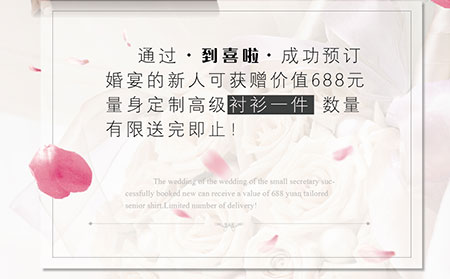 通过·到喜啦·成功预订
婚宴的新人可获赠价值688元
量身定制高级衬衫一件 数量
有限送完即止！
The wedding of the wedding of the small secretary suc-
cessfully booked new can receive a value of 688 yuan tailored
senior shirt.Limited number of delivery!